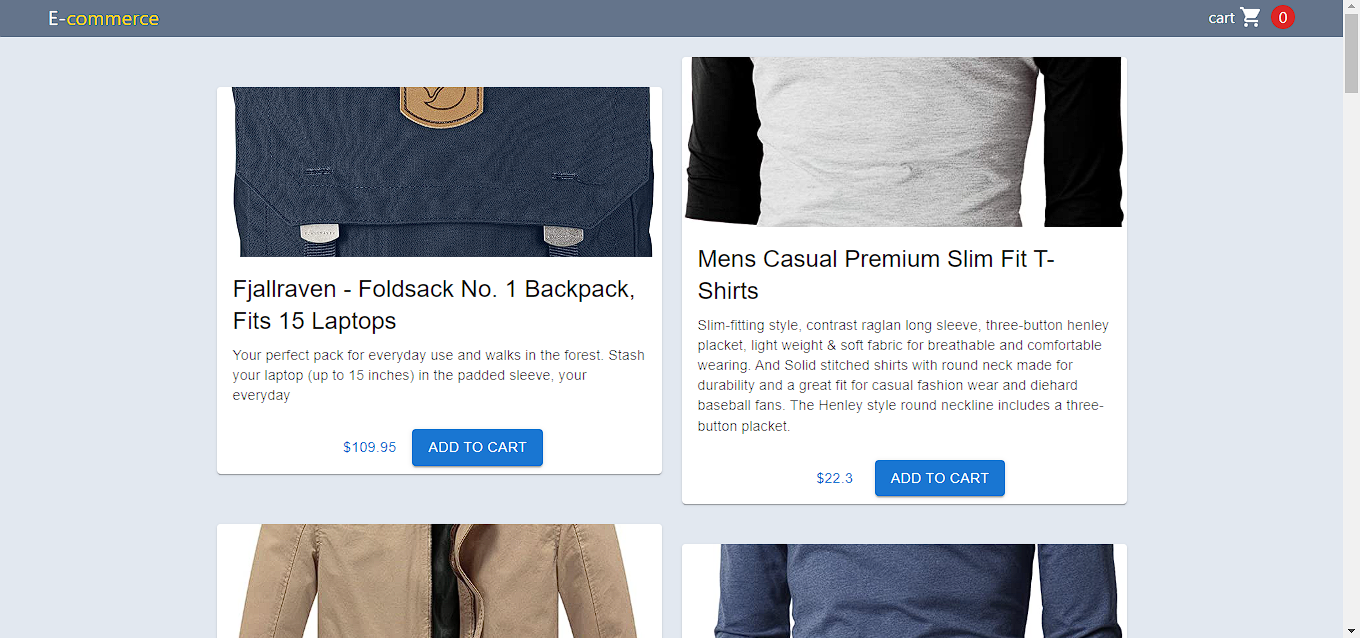 E-commerce
cart 0
Fjallraven - Foldsack No. 1 Backpack,
Fits 15 Laptops
Your perfect pack for everyday use and walks in the forest. Stash
your laptop (up to 15 inches) in the padded sleeve, your
everyday
$109.95 ADD TO CART
Mens Casual Premium Slim Fit T-
Shirts
Slim-fitting style, contrast raglan long sleeve, three-button henley
placket, light weight & soft fabric for breathable and comfortable
wearing. And Solid stitched shirts with round neck made for
durability and a great fit for casual fashion wear and diehard
baseball fans. The Henley style round neckline includes a three-
button placket.
$22.3 ADD TO CART